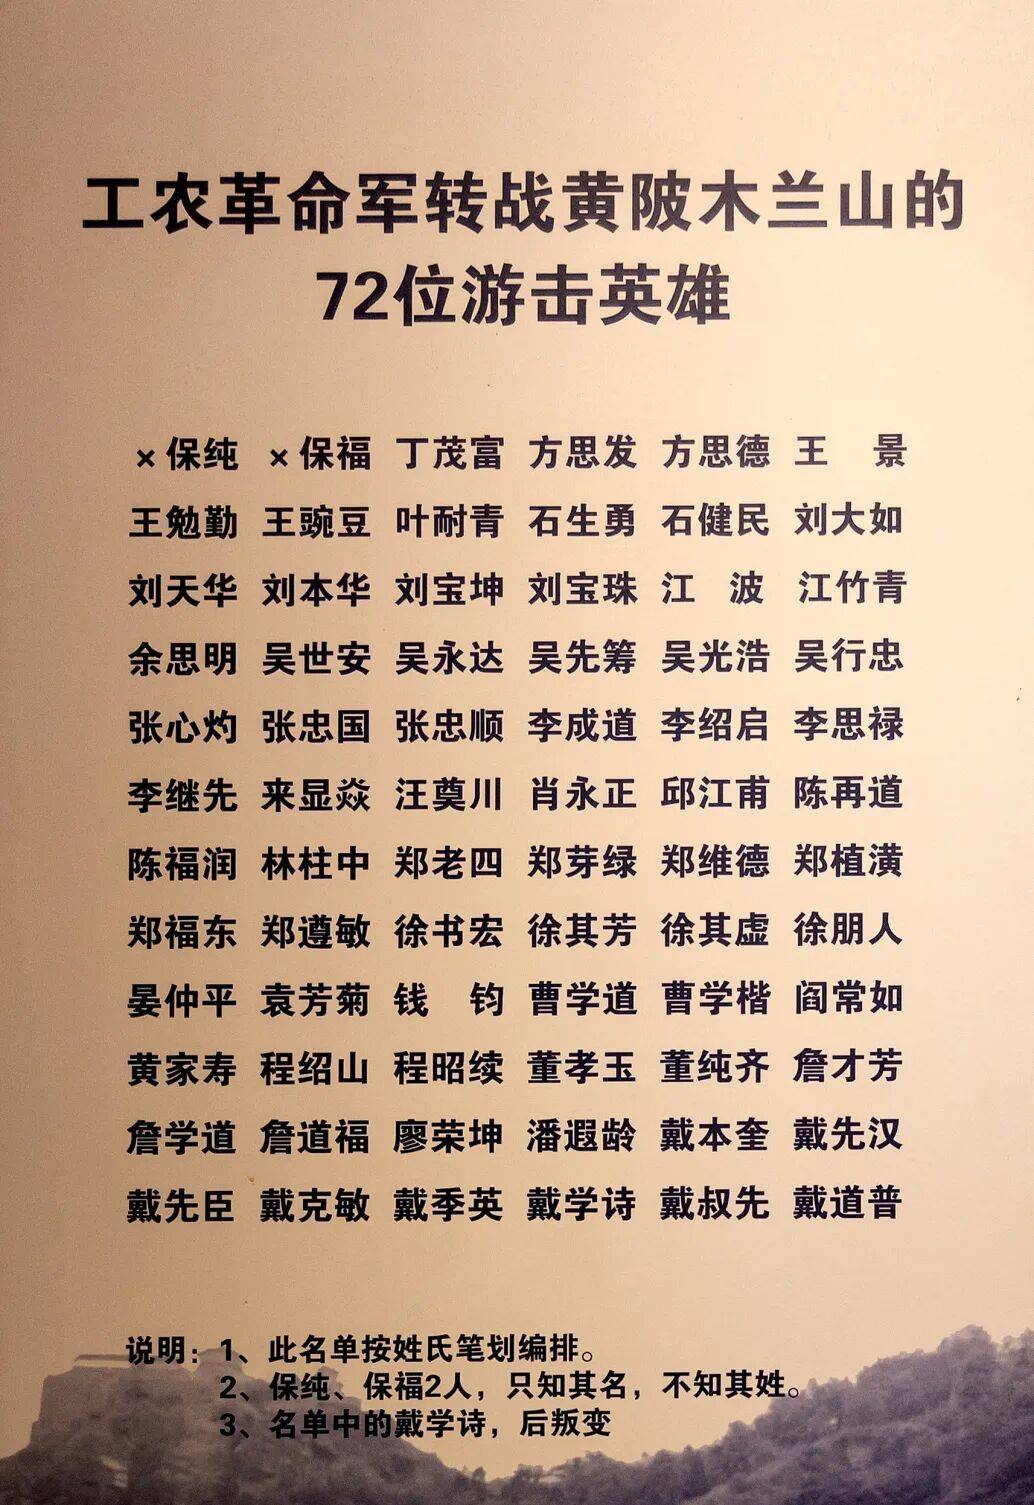 工农革命军转战黄陂木兰山的
72位游击英雄
×保纯 ×保福 丁茂富 方思发 方思德 王 景
王勉勤 王豌豆 叶耐青 石生勇 石健民 刘大如
刘天华 刘本华 刘宝坤 刘宝珠 江 波 江竹青
余思明 吴世安 吴永达 吴先筹 吴光浩 吴行忠
张心灼 张忠国 张忠顺 李成道 李绍启 李思禄
李继先 来显焱 汪奠川 肖永正 邱江甫 陈再道
陈福润 林柱中 郑老四 郑芽绿 郑维德 郑植潢
郑福东 郑遵敏 徐书宏 徐其芳 徐其虚 徐朋人
晏仲平 袁芳菊 钱 钧 曹学道 曹学楷 阎常如
黄家寿 程绍山 程昭续 董孝玉 董纯齐 詹才芳
詹学道 詹道福 廖荣坤 潘遐龄 戴本奎 戴先汉
戴先臣 戴克敏 戴季英 戴学诗 戴叔先 戴道普
说明：1、此名单按姓氏笔划编排。
2、保纯、保福2人，只知其名，不知其姓。
3、名单中的戴学诗，后叛变